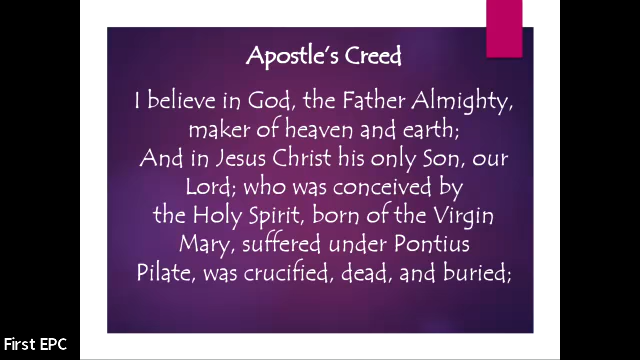 Apostle's Creed
I believe in God, the Father Almighty,
maker of heaven and earth;
And in Jesus Christ his only Son, our
Lord; who was conceived by
the Holy Spirit, born of the Virgin
Mary, suffered under Pontius
Pilate, was crucified, dead, and buried;
First EPC